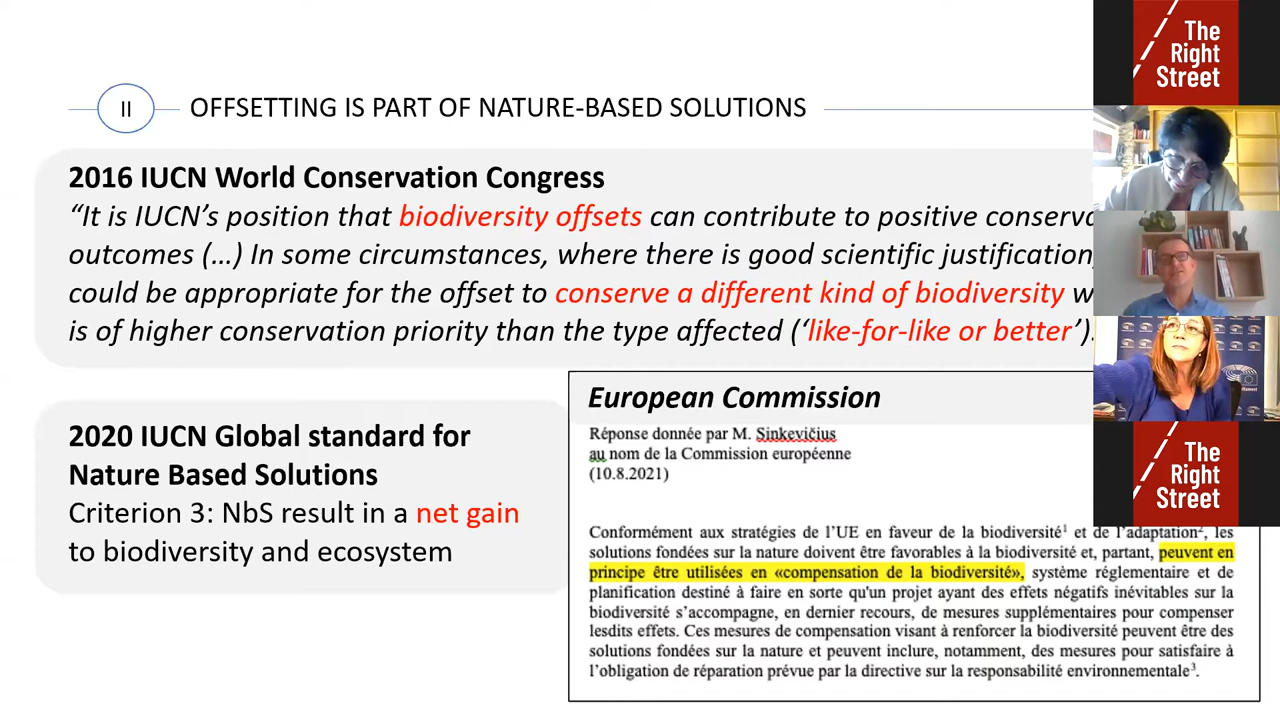 II
OFFSETTING IS PART OF NATURE-BASED SOLUTIONS
2016 IUCN World Conservation Congress
“It is IUCN’s position that biodiversity offsets can contribute to positive
outcomes (…) In some circumstances, where there is good scientific justification,
could be appropriate for the offset to conserve a different kind of biodiversity
is of higher conservation priority than the type affected (‘like-for-like or better’).
2020 IUCN Global standard for
Nature Based Solutions
Criterion 3: NbS result in a net gain
to biodiversity and ecosystem
European Commission
Réponse donnée par M. Sinkevičius
au nom de la Commission européenne
(10.8.2021)
Conformément aux stratégies de l’UE en faveur de la biodiversité1 et de l’adaptation2, les
solutions fondées sur la nature doivent être favorables à la biodiversité et, partant, peuvent en
principe être utilisées en «compensation de la biodiversité», système réglementaire et de
planification destiné à faire en sorte qu'un projet ayant des effets négatifs inévitables sur la
biodiversité s’accompagne, en dernier recours, de mesures supplémentaires pour compenser
lesdits effets. Ces mesures de compensation visant à renforcer la biodiversité peuvent être des
solutions fondées sur la nature et peuvent inclure, notamment, des mesures pour satisfaire à
l’obligation de réparation prévue par la directive sur la responsabilité environnementale3.
The
Right
Street
The
Right
Street